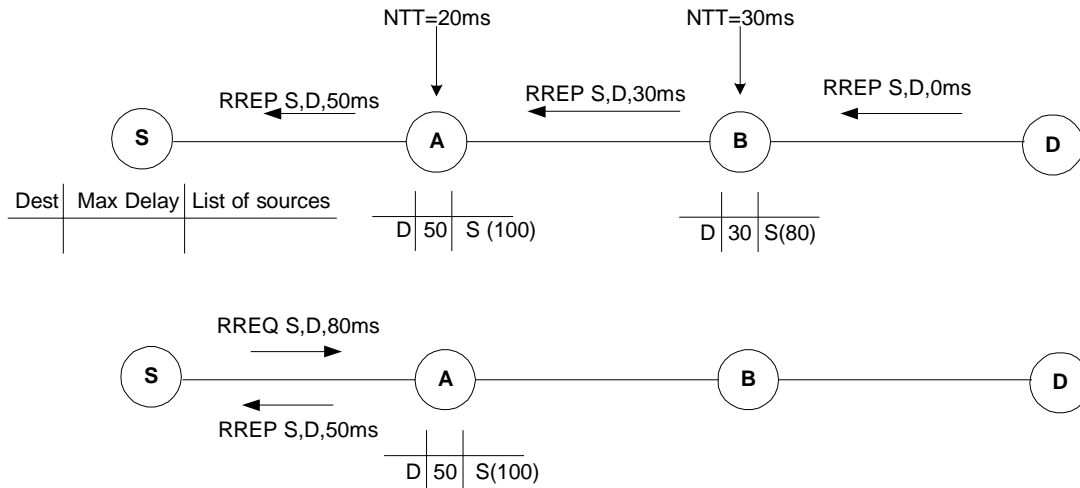 NTT=20ms NTT=30ms
RREP S,D,50ms RREP S,D,30ms RREP S,D,0ms
S A B D
Dest Max Delay List of sources
D 50 S (100) D 30 S(80)
RREQ S,D,80ms
S A B D
RREP S,D,50ms
D 50 S(100)